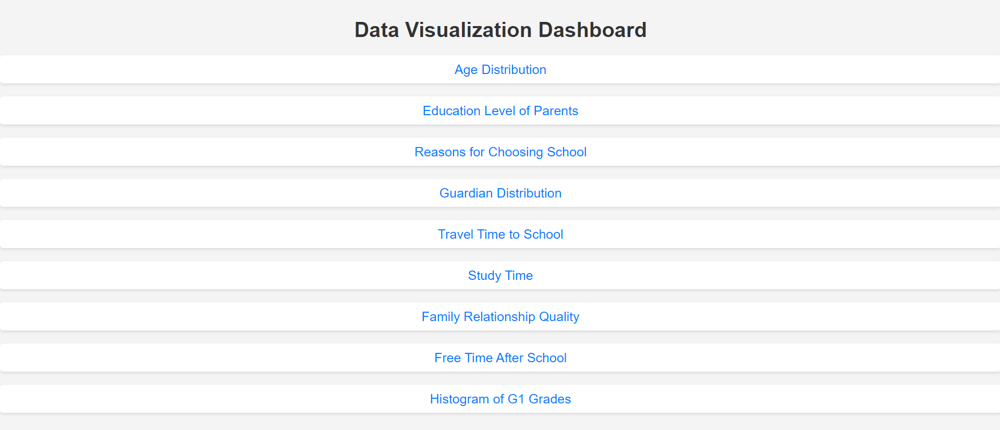 Data Visualization Dashboard
Age Distribution
Education Level of Parents
Reasons for Choosing School
Guardian Distribution
Travel Time to School
Study Time
Family Relationship Quality
Free Time After School
Histogram of G1 Grades